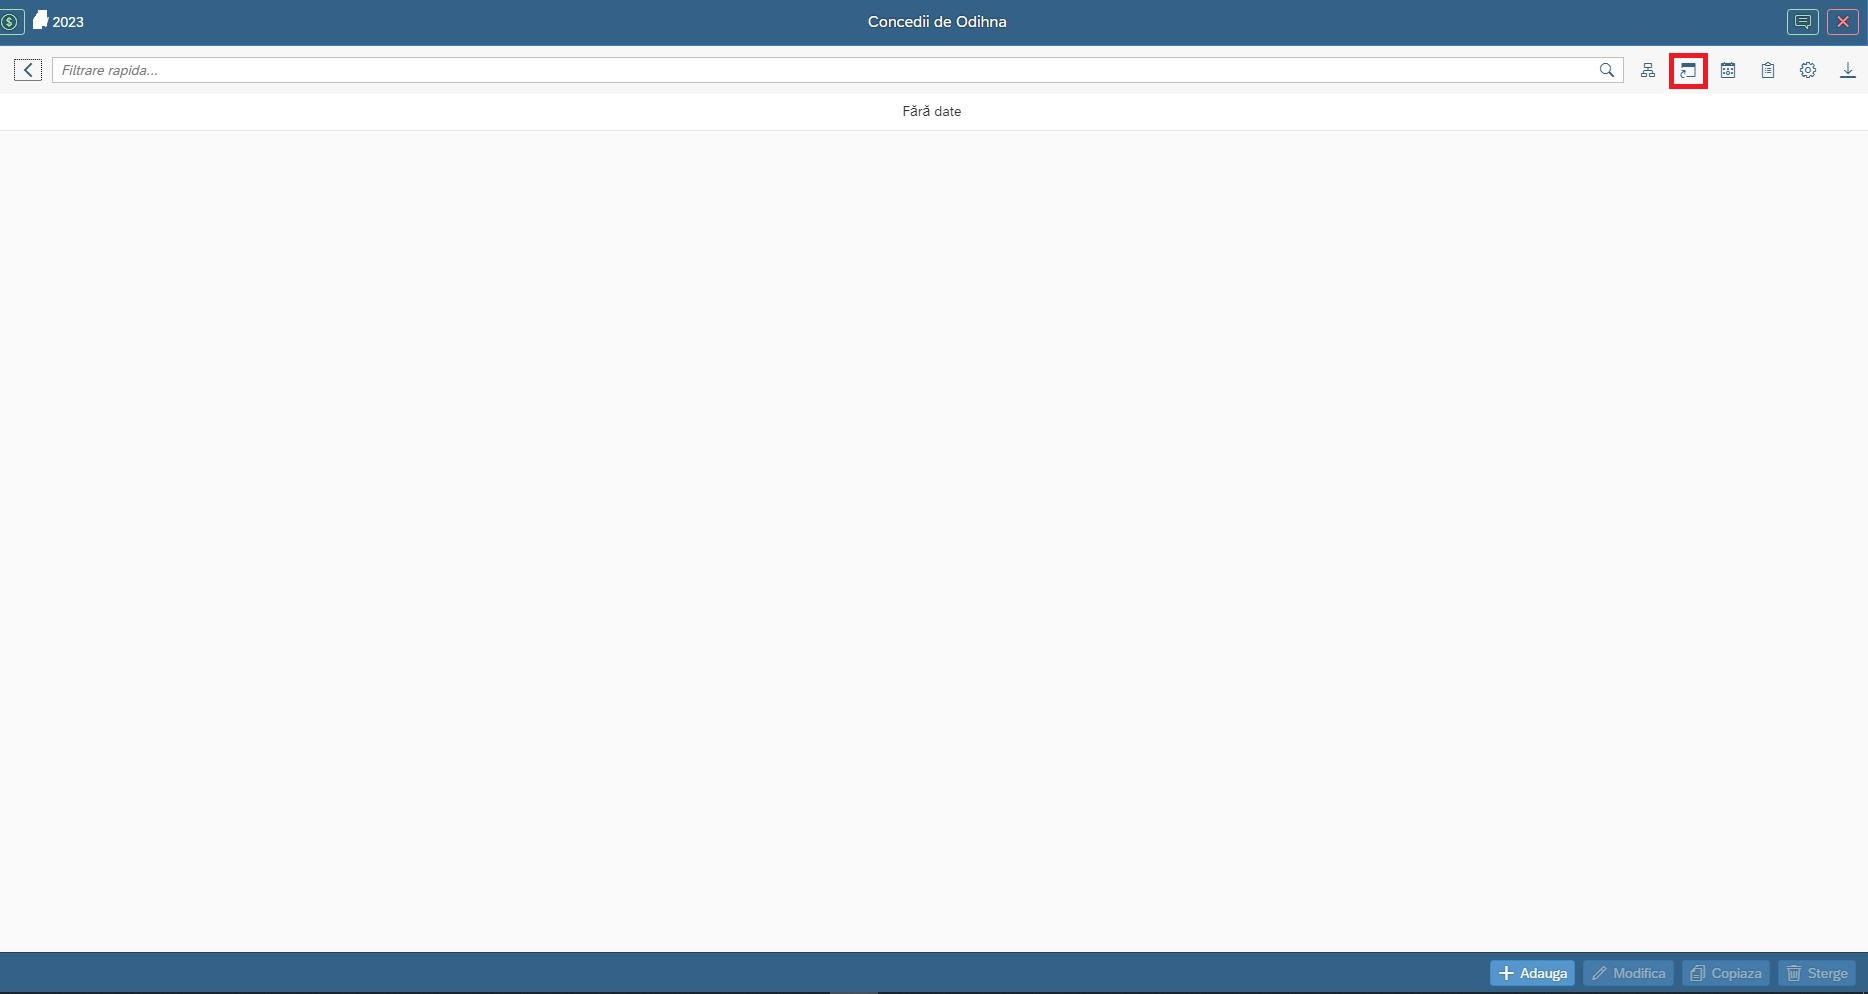 2023
Concedii de Odihna
Filtrare rapida...
Fără date
Adauga
Modifica
Copiaza
Sterge